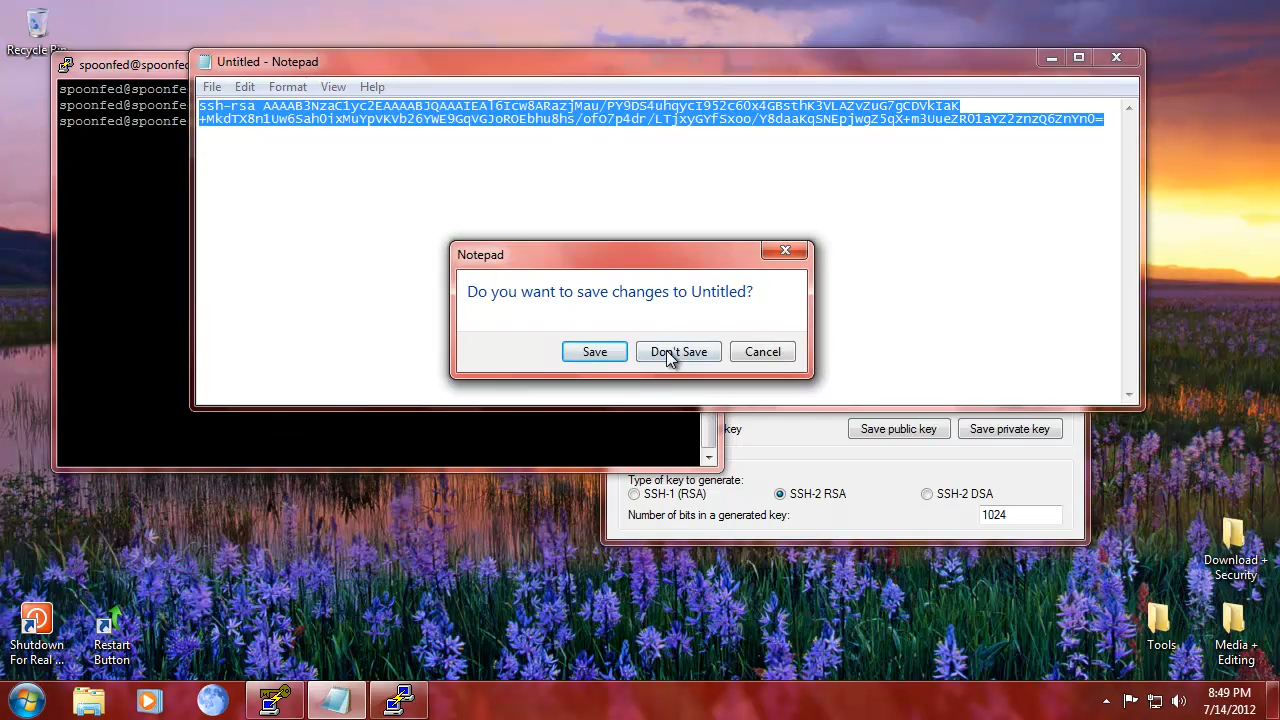 Recycle Bin
spoonfed@spoonfed
Untitled - Notepad
File Edit Format View Help
spoonfed@spoonfe
spoonfed@spoonfe
spoonfed@spoonfe
ssh-rsa AAAAB3NzaC1yc2EAAAABJQAAAIEAl6Icw8ARazjMau/PY9DS4uhqycI952c6Ox4GBsthK3VLAZvZuG7gCDVkIaK
+MkdTX8n1Uw6Sah0ixMuYpVKVb26YWE9GqVGJoROEbhu8hs/ofO7p4dr/LTjxyGYfSxoo/Y8daaKqSNEpjwgZ5qX+m3UueZRO1aYZ2znzQ6ZnYn0=
Notepad
Do you want to save changes to Untitled?
Save Don't Save Cancel
key Save public key Save private key
Type of key to generate:
SSH-1 (RSA) SSH-2 RSA SSH-2 DSA
Number of bits in a generated key: 1024
Download +
Security
Shutdown
For Real ...
Restart
Button
Tools
Media +
Editing
8:49 PM
7/14/2012